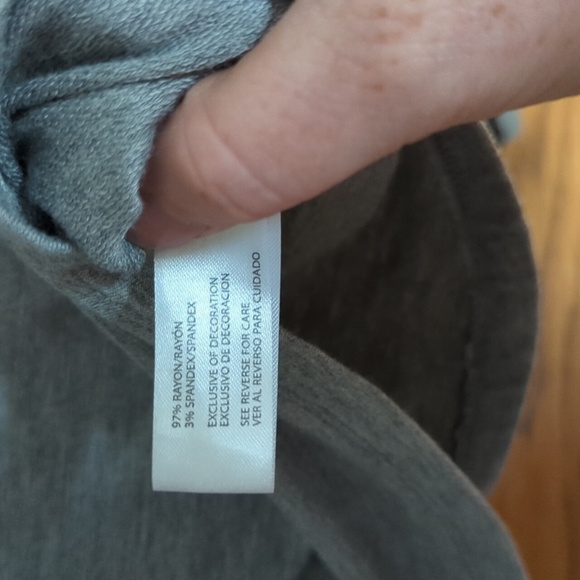 97% RAYON/RAYÓN
3% SPANDEX/SPANDEX
EXCLUSIVE OF DECORATION
EXCLUSIVO DE DECORACION
SEE REVERSE FOR CARE
VER AL REVERSO PARA CUIDADO